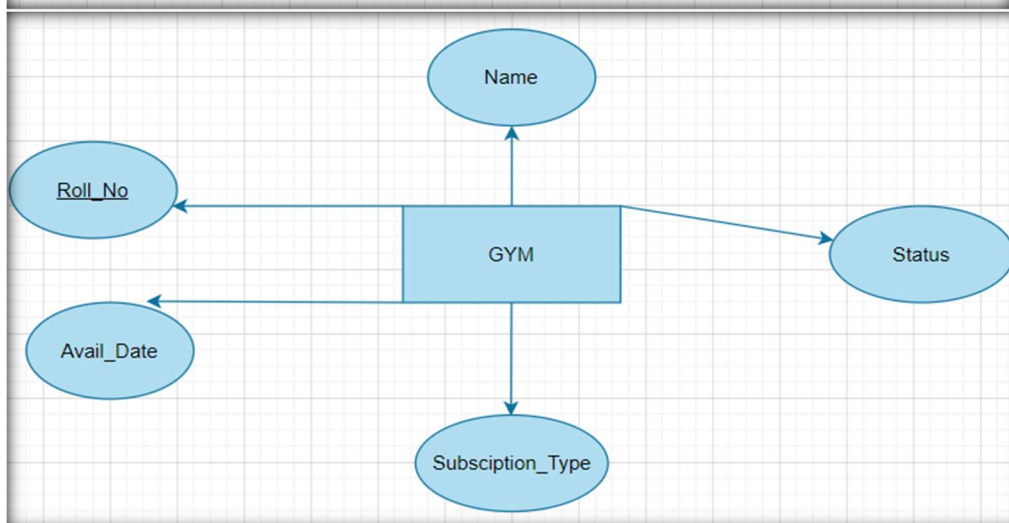 Name
Roll_No
GYM
Status
Avail_Date
Subsciption_Type